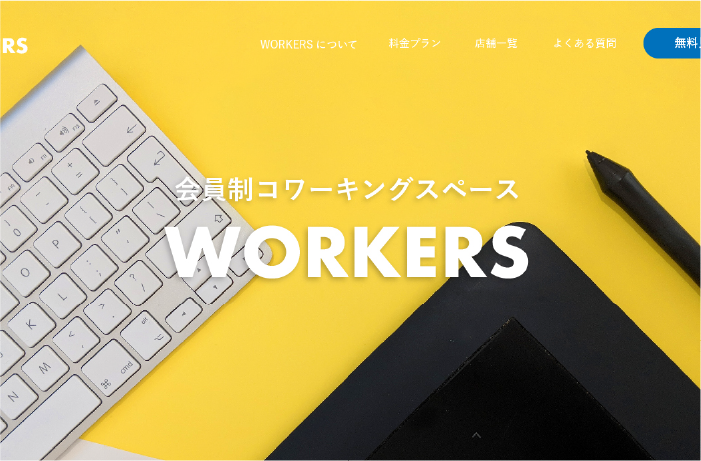 RS
WORKERS について
料金プラン
店舗一覧
よくある質問
無料
会員制コワーキングスペース
WORKERS
cmd
O
P
L
K
M
N